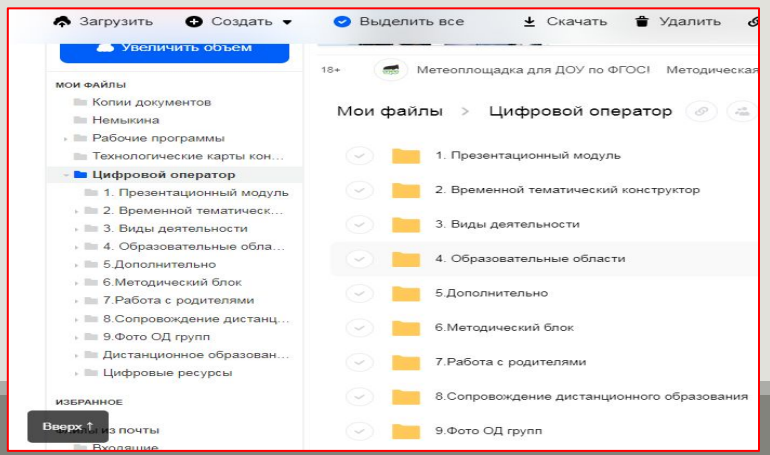 Загрузить Создать Выделить все Скачать Удалить
Увеличить объем
МОИ ФАЙЛЫ
Копии документов
Немыкина
Рабочие программы
Технологические карты кон...
Цифровой оператор
1. Презентационный модуль
2. Временной тематическ...
3. Виды деятельности
4. Образовательные обла...
5.Дополнительно
6.Методический блок
7.Работа с родителями
8.Сопровождение дистанц...
9.Фото ОД групп
Дистанционное образован...
Цифровые ресурсы
ИЗБРАННОЕ
Вверх ↑
ИЗ ПОЧТЫ
Входящие
18+ Метеоплощадка для ДОУ по ФГОС! Методическая
Мои файлы > Цифровой оператор
1. Презентационный модуль
2. Временной тематический конструктор
3. Виды деятельности
4. Образовательные области
5.Дополнительно
6.Методический блок
7.Работа с родителями
8.Сопровождение дистанционного образования
9.Фото ОД групп